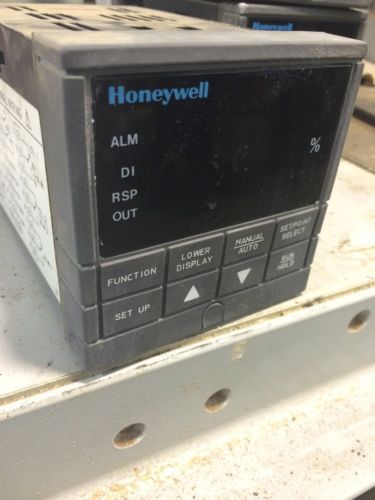 Honeywell
ALM
%
DI
RSP
OUT
FUNCTION
LOWER
DISPLAY
MANUAL
AUTO
SETPOINT
SELECT
SET UP
RUN
HOLD